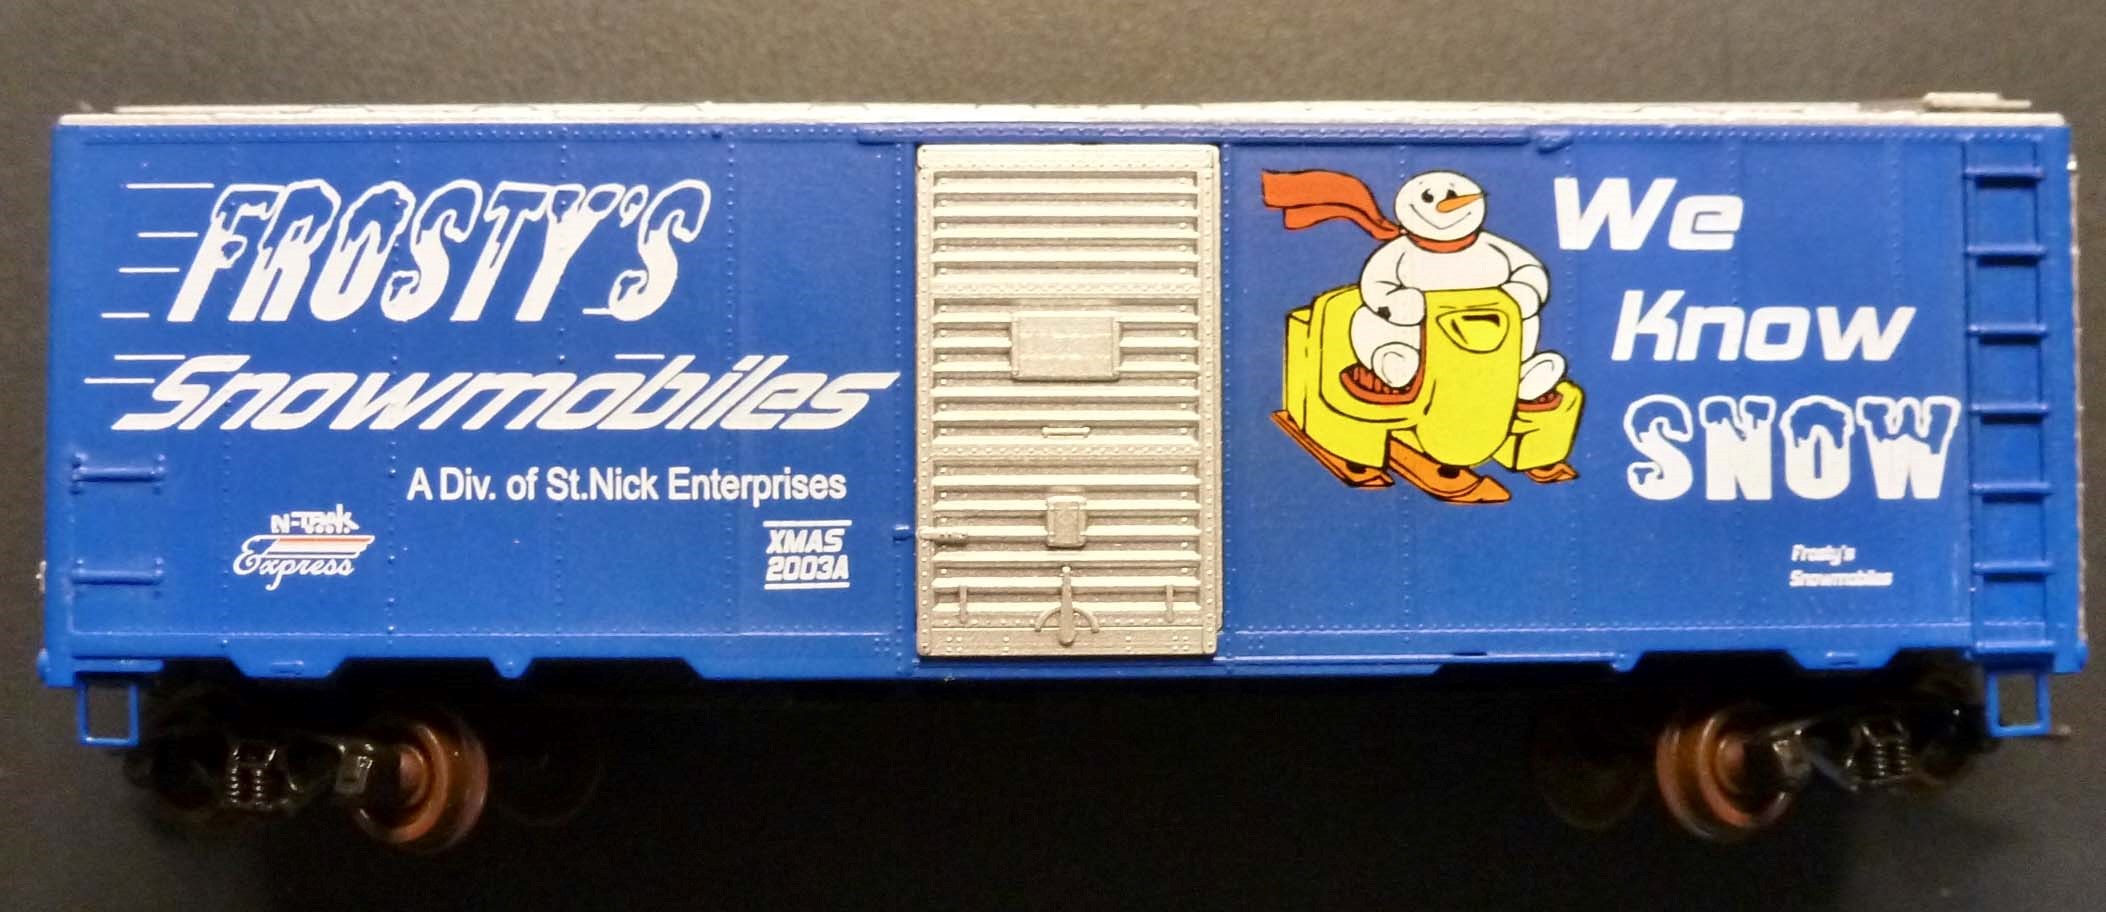 FROSTY'S
Snowmobiles
A Div. of St.Nick Enterprises
N-TRAK
Express
XMAS
2003A
We
Know
SNOW
Frosty's
Snowmobiles